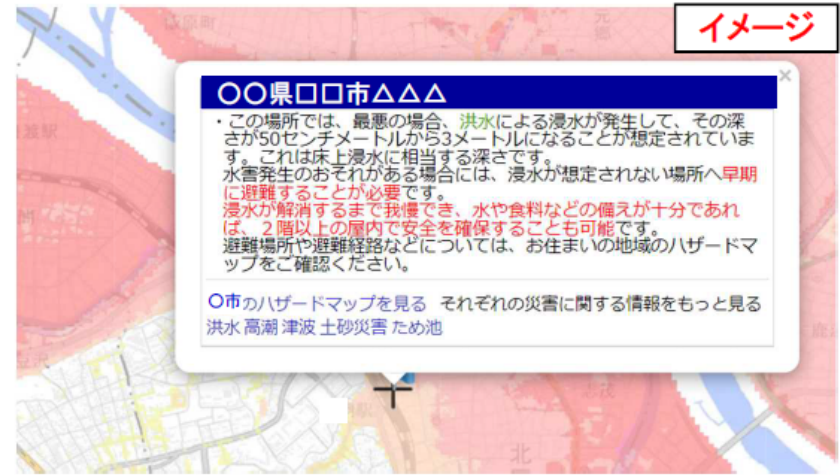 イメージ
元郷
○○県□□市△△△
・この場所では、最悪の場合、洪水による浸水が発生して、その深
さが50センチメートルから3メートルになることが想定されていま
す。これは床上浸水に相当する深さです。
水害発生のおそれがある場合には、浸水が想定されない場所へ早期
に避難することが必要です。
浸水が解消するまで我慢でき、水や食料などの備えが十分であれ
ば、２階以上の屋内で安全を確保することも可能です。
避難場所や避難経路などについては、お住まいの地域のハザードマ
ップをご確認ください。
○市のハザードマップを見る それぞれの災害に関する情報をもっと見る
洪水 高潮 津波 土砂災害 ため池
北